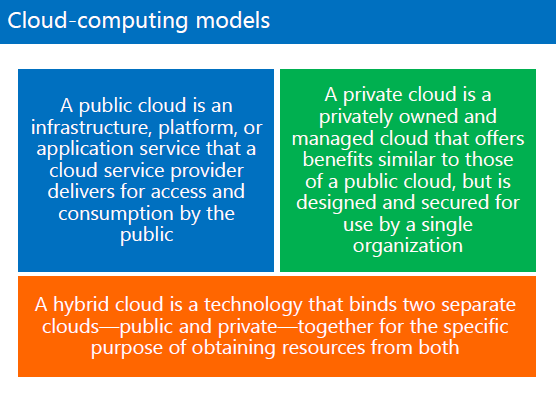 Cloud-computing models
A public cloud is an
infrastructure, platform, or
application service that a
cloud service provider
delivers for access and
consumption by the
public
A private cloud is a
privately owned and
managed cloud that offers
benefits similar to those
of a public cloud, but is
designed and secured for
use by a single
organization
A hybrid cloud is a technology that binds two separate
clouds—public and private—together for the specific
purpose of obtaining resources from both